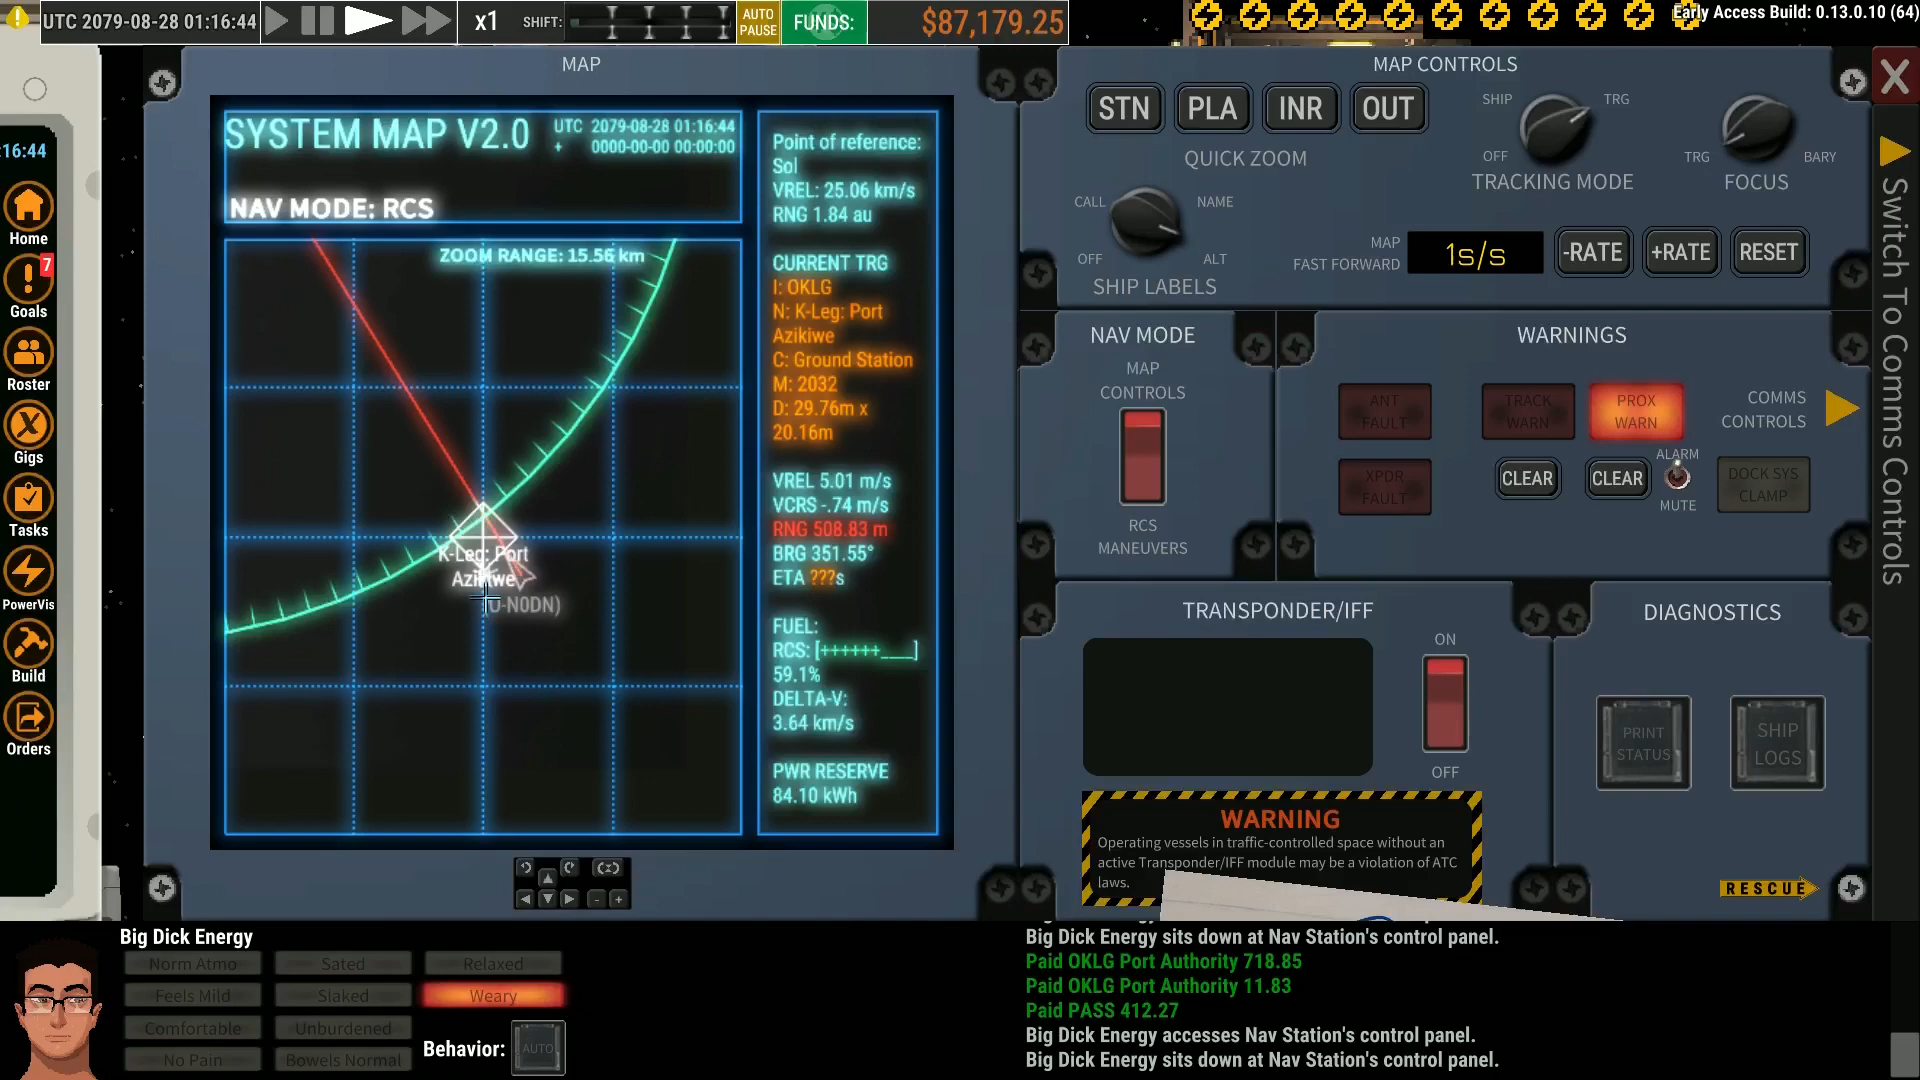 UTC 2079-08-28 01:16:44
x1
SHIFT:
AUTO PAUSE
FUNDS:
$87,179.25
Early Access Build: 0.13.0.10 (64)
:16:44
Home
7
Goals
Roster
Gigs
Tasks
PowerVis
Build
Orders
MAP
SYSTEM MAP V2.0
UTC 2079-08-28 01:16:44
+ 0000-00-00 00:00:00
NAV MODE: RCS
ZOOM RANGE: 15.56 km
K-Leg: Port
Azikiwe
U-N0DN)
Point of reference:
Sol
VREL: 25.06 km/s
RNG 1.84 au
CURRENT TRG
I: OKLG
N: K-Leg: Port
Azikiwe
C: Ground Station
M: 2032
D: 29.76m x
20.16m
VREL 5.01 m/s
VCRS -.74 m/s
RNG 508.83 m
BRG 351.55°
ETA ???s
FUEL:
RCS: [++++++____]
59.1%
DELTA-V:
3.64 km/s
PWR RESERVE
84.10 kWh
MAP CONTROLS
STN
PLA
INR
OUT
QUICK ZOOM
SHIP
TRG
OFF
TRACKING MODE
TRG
BARY
FOCUS
CALL
NAME
OFF
ALT
SHIP LABELS
MAP
FAST FORWARD
1s/s
-RATE
+RATE
RESET
NAV MODE
MAP
CONTROLS
RCS
MANEUVERS
WARNINGS
ANT
FAULT
TRACK
WARN
PROX
WARN
COMMS
CONTROLS
XPDR
FAULT
CLEAR
CLEAR
ALARM
MUTE
DOCK SYS
CLAMP
TRANSPONDER/IFF
ON
OFF
WARNING
Operating vessels in traffic-controlled space without an
active Transponder/IFF module may be a violation of ATC
laws.
DIAGNOSTICS
PRINT
STATUS
SHIP
LOGS
RESCUE
X
Switch To Comms Controls
Big Dick Energy
Norm Atmo
Sated
Relaxed
Feels Mild
Slaked
Weary
Comfortable
Unburdened
No Pain
Bowels Normal
Behavior:
AUTO
Big Dick Energy sits down at Nav Station's control panel.
Paid OKLG Port Authority 718.85
Paid OKLG Port Authority 11.83
Paid PASS 412.27
Big Dick Energy accesses Nav Station's control panel.
Big Dick Energy sits down at Nav Station's control panel.